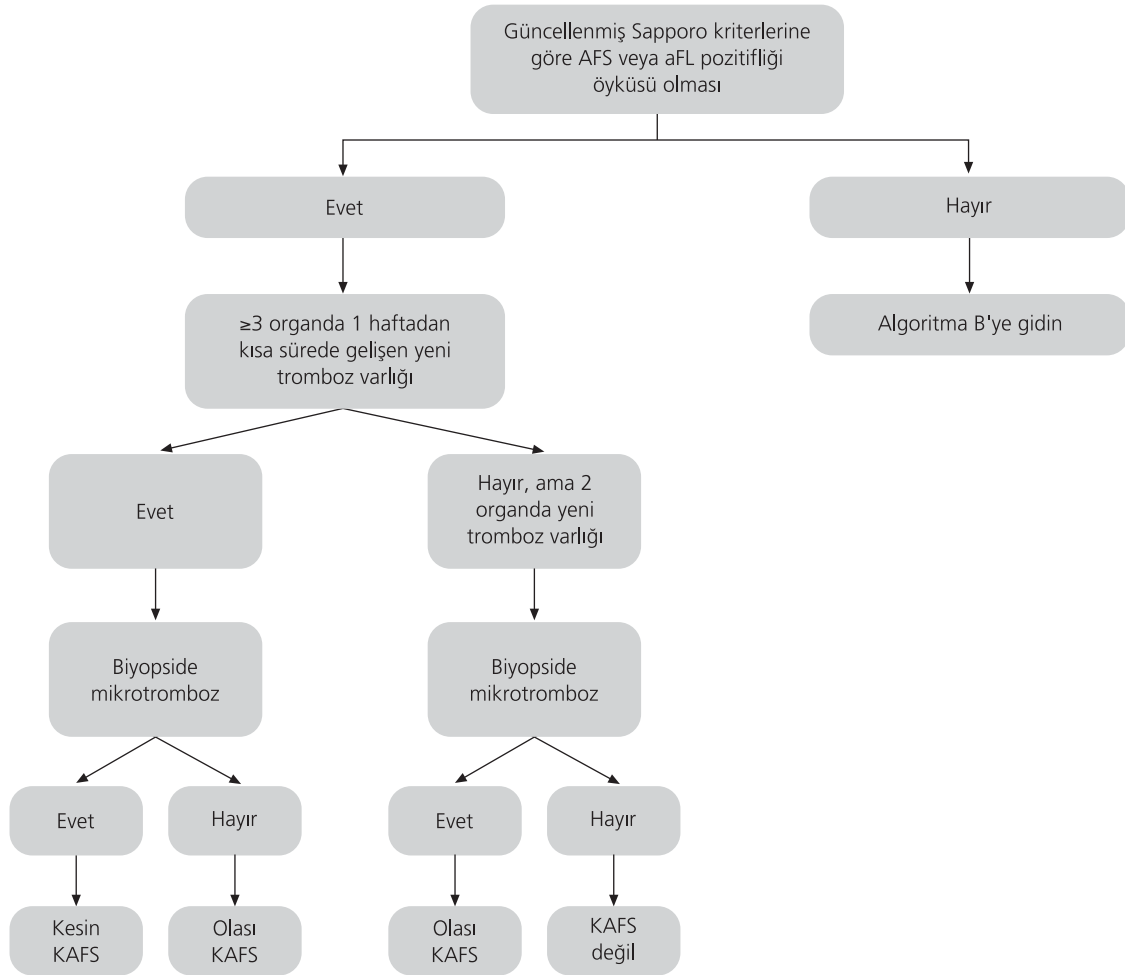 Güncellenmiş Sapporo kriterlerine
göre AFS veya aFL pozitifliği
öyküsü olması
Evet
Hayır
≥3 organda 1 haftadan
kısa sürede gelişen yeni
tromboz varlığı
Algoritma B'ye gidin
Evet
Hayır, ama 2
organda yeni
tromboz varlığı
Biyopside
mikrotromboz
Biyopside
mikrotromboz
Evet
Hayır
Evet
Hayır
Kesin
KAFS
Olası
KAFS
Olası
KAFS
KAFS
değil